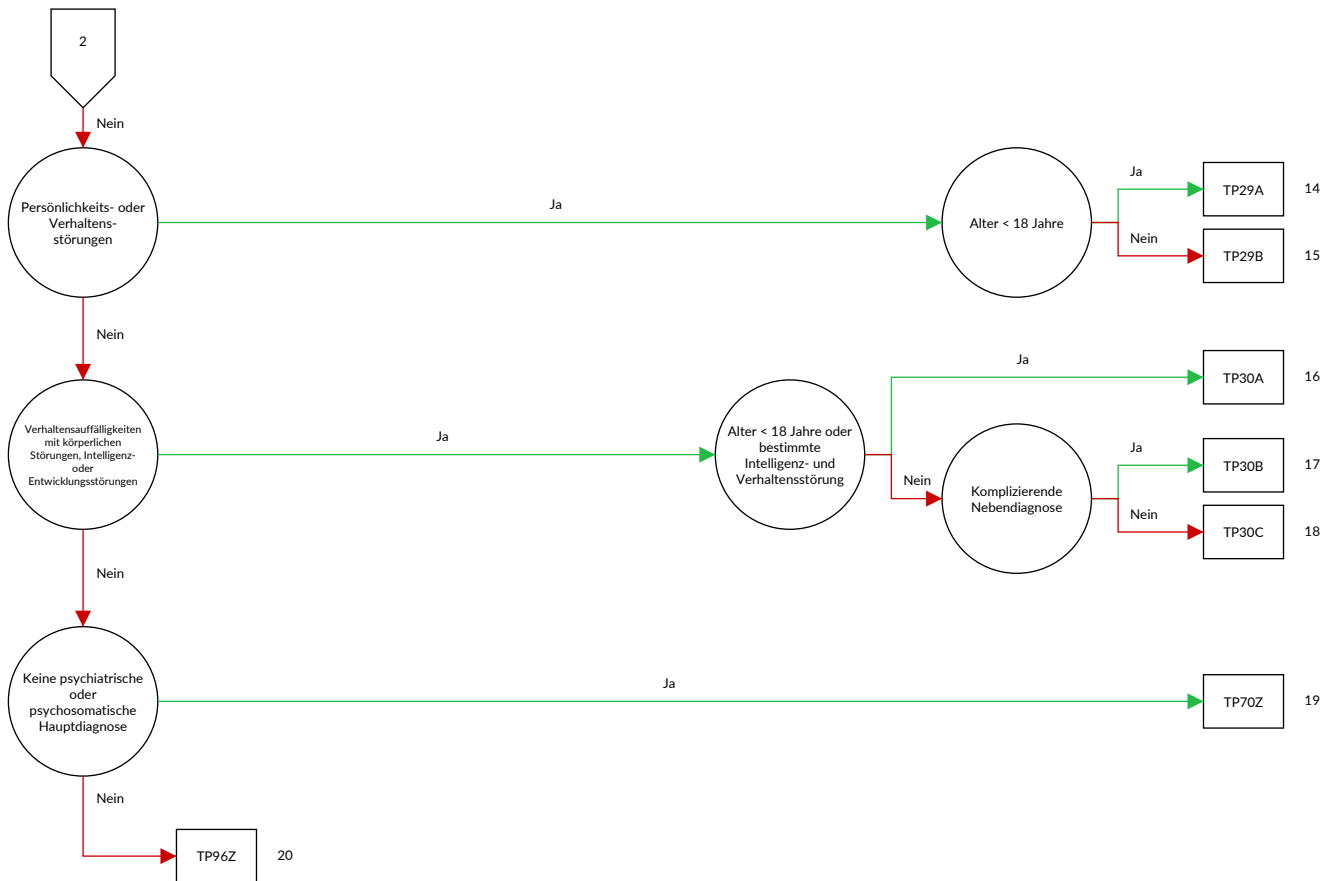 2
Nein
Persönlichkeits- oder
Verhaltens-
störungen
Ja
Alter < 18 Jahre
Ja
TP29A
14
Nein
TP29B
15
Nein
Verhaltensauffälligkeiten
mit körperlichen
Störungen, Intelligenz-
oder
Entwicklungsstörungen
Ja
Alter < 18 Jahre oder
bestimmte
Intelligenz- und
Verhaltensstörung
Ja
TP30A
16
Nein
Komplizierende
Nebendiagnose
Ja
TP30B
17
Nein
TP30C
18
Nein
Keine psychiatrische
oder
psychosomatische
Hauptdiagnose
Ja
TP70Z
19
Nein
TP96Z
20